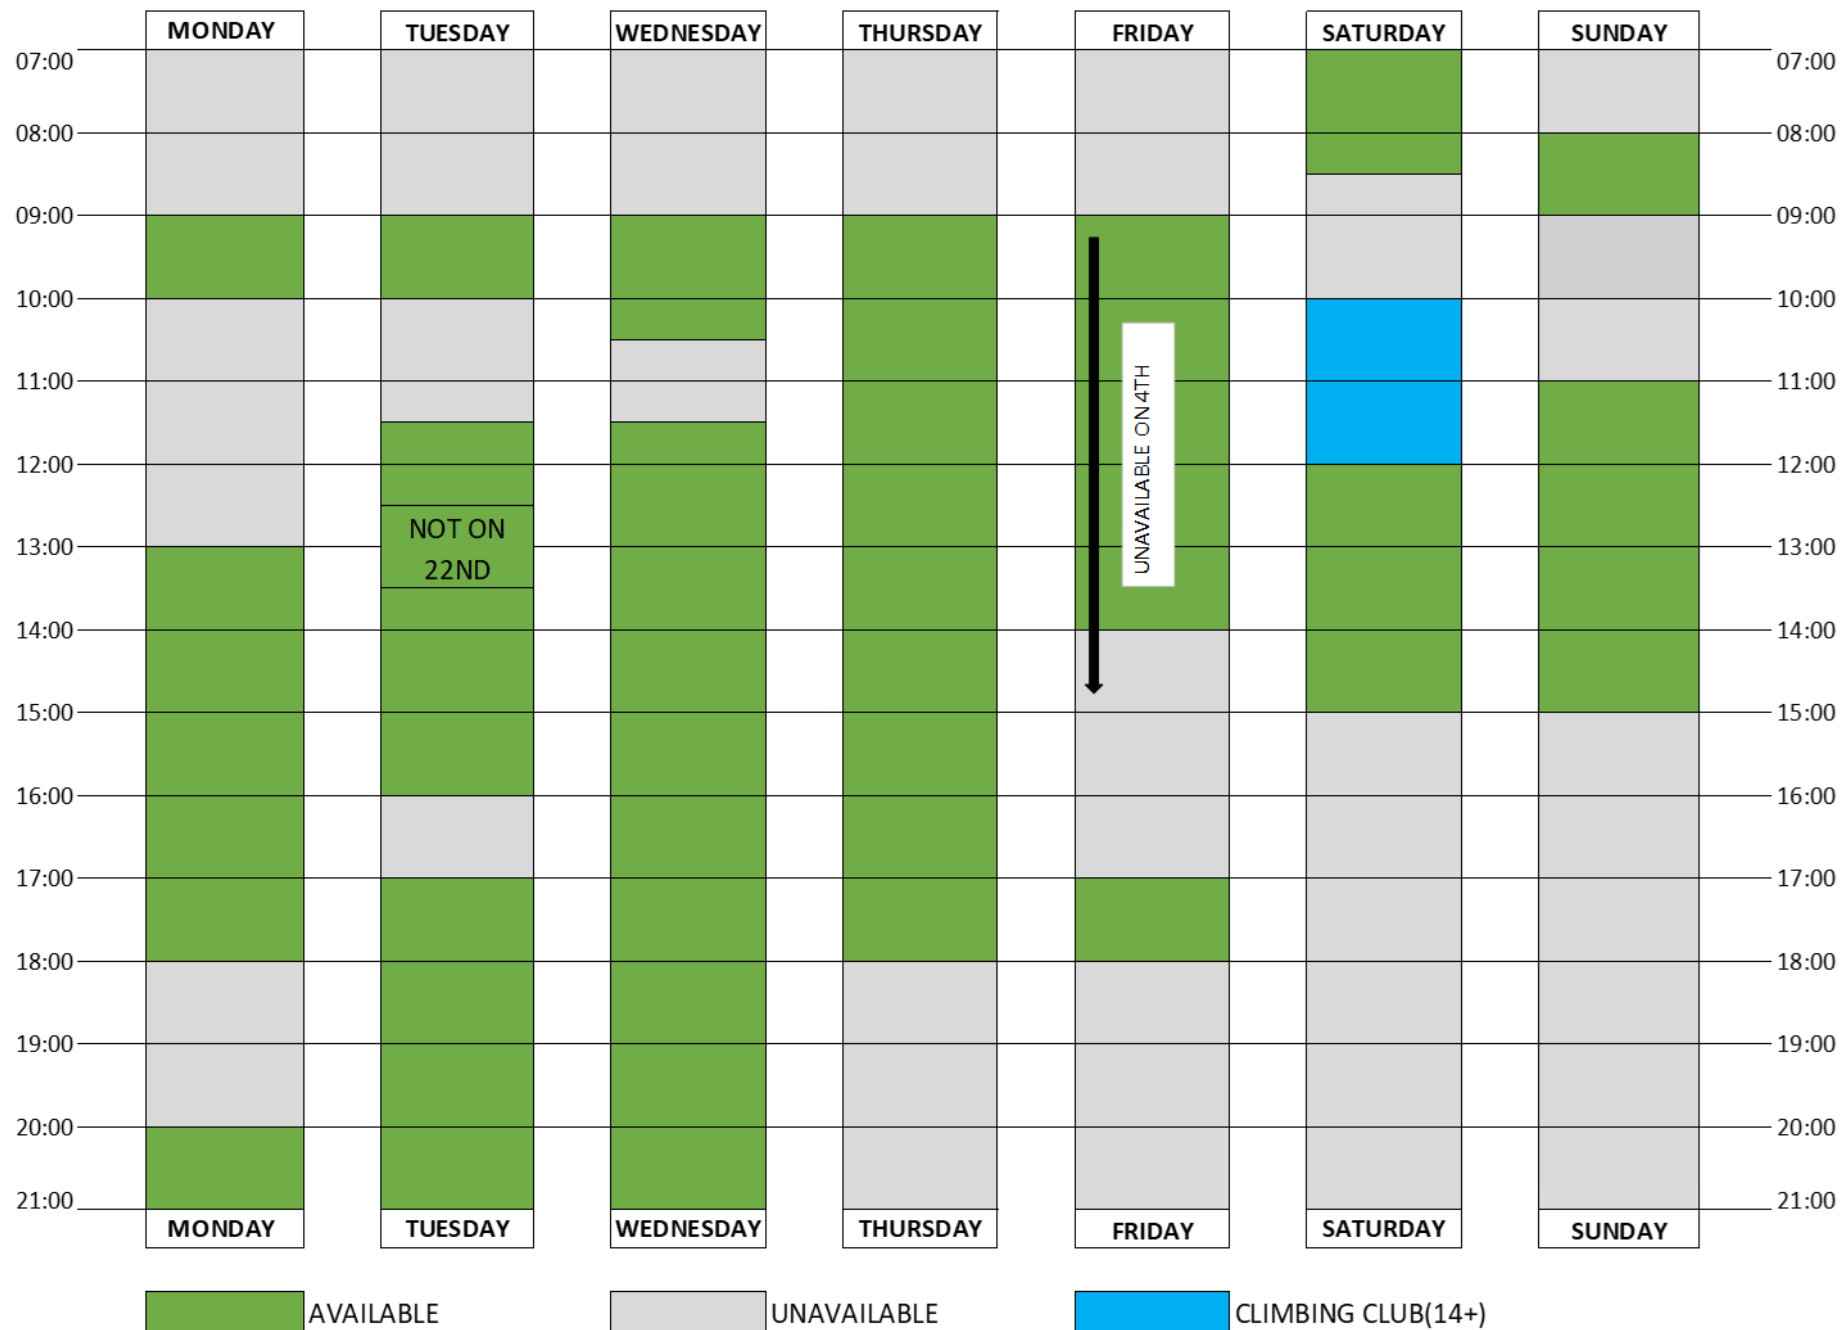 MONDAY TUESDAY WEDNESDAY THURSDAY FRIDAY SATURDAY SUNDAY
07:00 07:00
08:00 08:00
09:00 09:00
10:00 10:00
11:00 11:00
12:00 12:00
NOT ON
13:00 13:00
22ND
UNAVAILABLE ON 4TH
14:00 14:00
15:00 15:00
16:00 16:00
17:00 17:00
18:00 18:00
19:00 19:00
20:00 20:00
21:00 21:00
MONDAY TUESDAY WEDNESDAY THURSDAY FRIDAY SATURDAY SUNDAY
AVAILABLE UNAVAILABLE CLIMBING CLUB(14+)